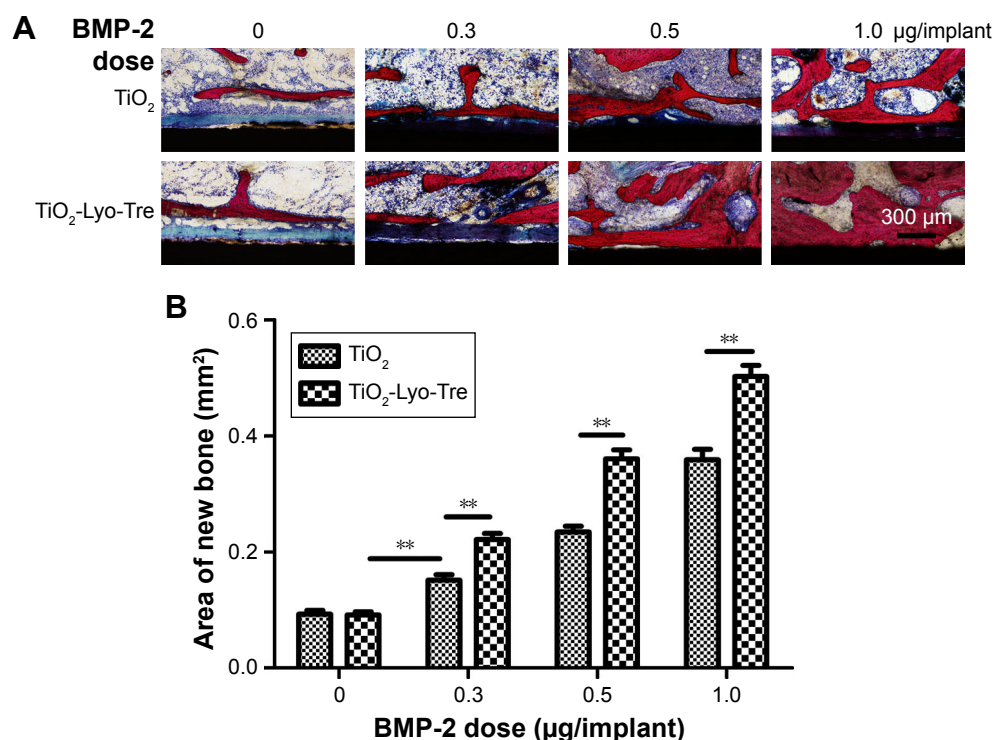 A BMP-2 dose 0 0.3 0.5 1.0 µg/implant
TiO₂
TiO₂-Lyo-Tre
300 µm
B
Area of new bone (mm²)
0.6
0.4
0.2
0.0
TiO₂
TiO₂-Lyo-Tre
**
**
**
**
0 0.3 0.5 1.0
BMP-2 dose (µg/implant)